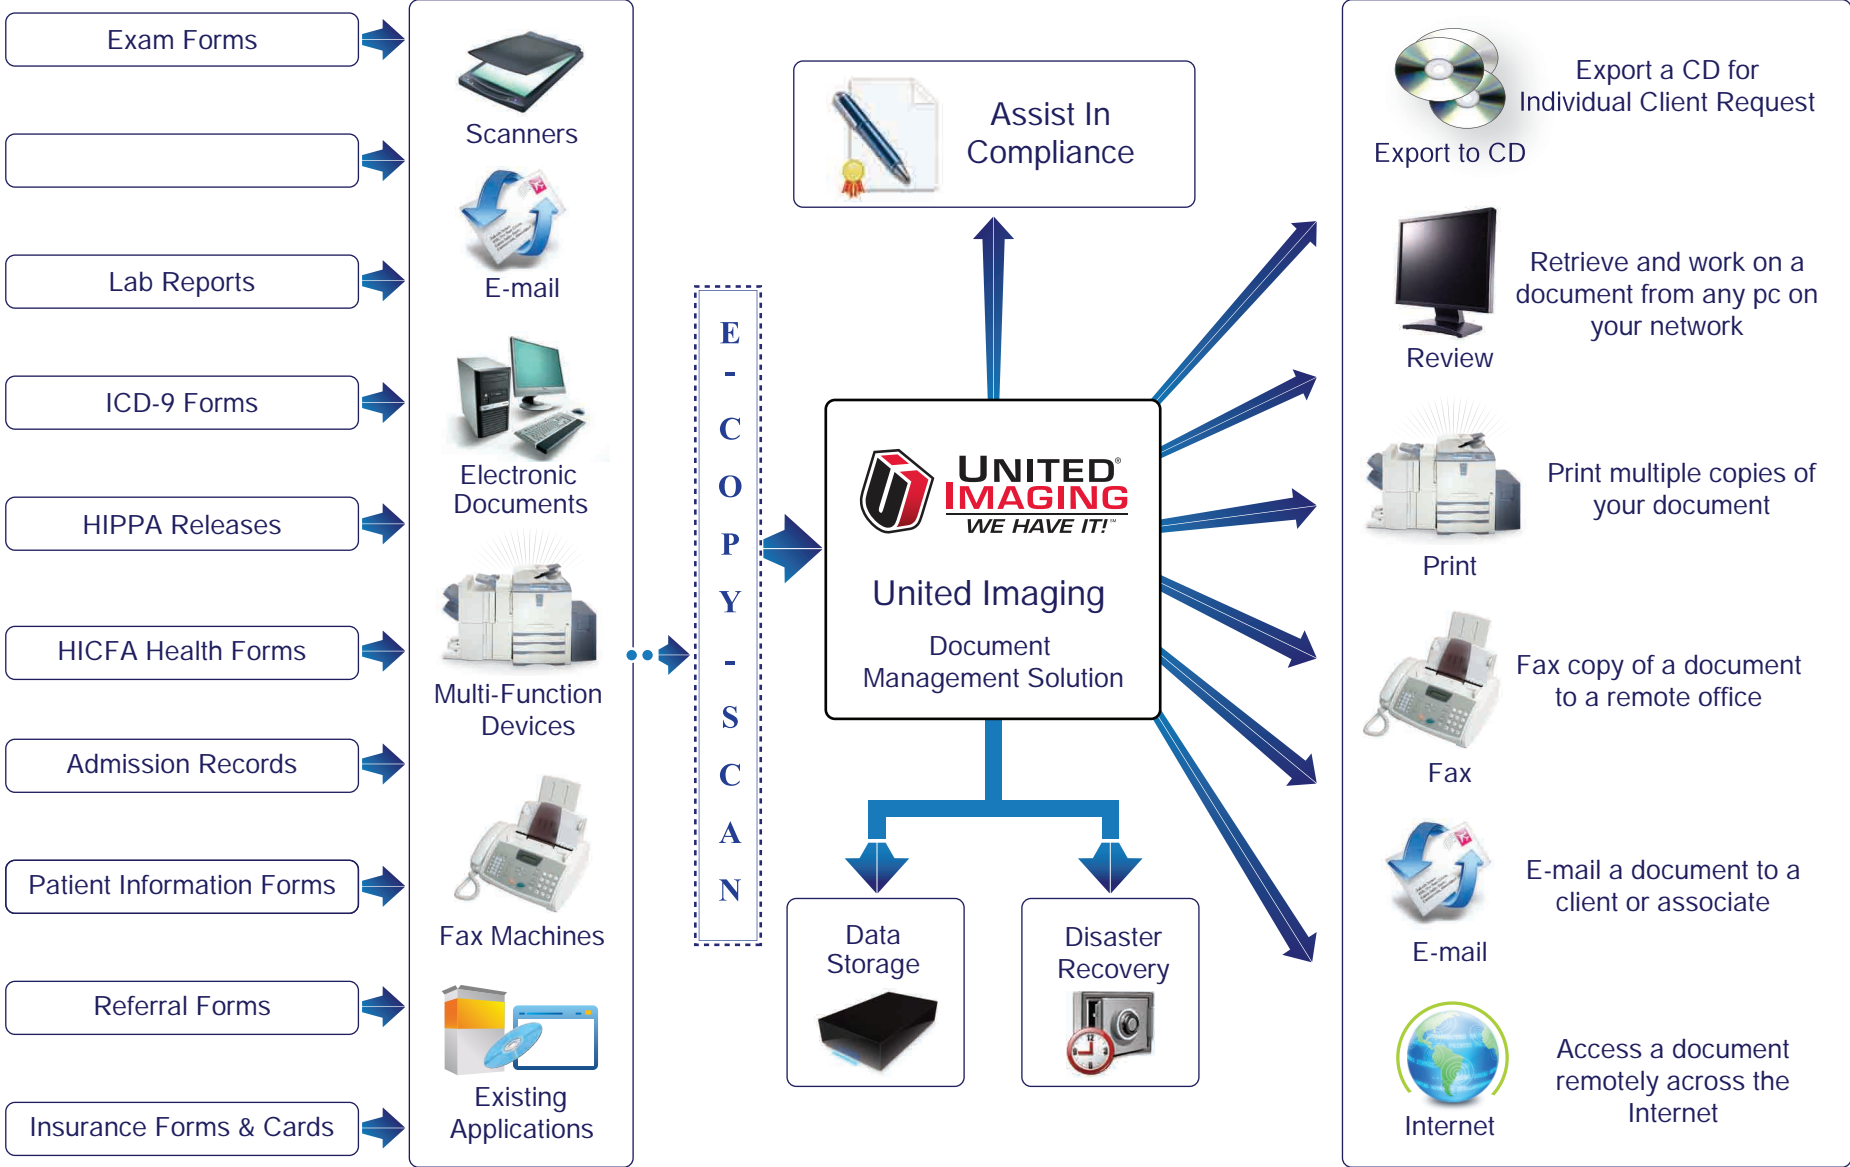 Exam Forms
Lab Reports
ICD-9 Forms
HIPPA Releases
HICFA Health Forms
Admission Records
Patient Information Forms
Referral Forms
Insurance Forms & Cards
Scanners
E-mail
Electronic
Documents
Multi-Function
Devices
Fax Machines
Existing
Applications
E-COPY-SCAN
Assist In
Compliance
UNITED®
IMAGING
WE HAVE IT!™
United Imaging
Document
Management Solution
Data
Storage
Disaster
Recovery
Export to CD
Export a CD for
Individual Client Request
Review
Retrieve and work on a
document from any pc on
your network
Print
Print multiple copies of
your document
Fax
Fax copy of a document
to a remote office
E-mail
E-mail a document to a
client or associate
Internet
Access a document
remotely across the
Internet